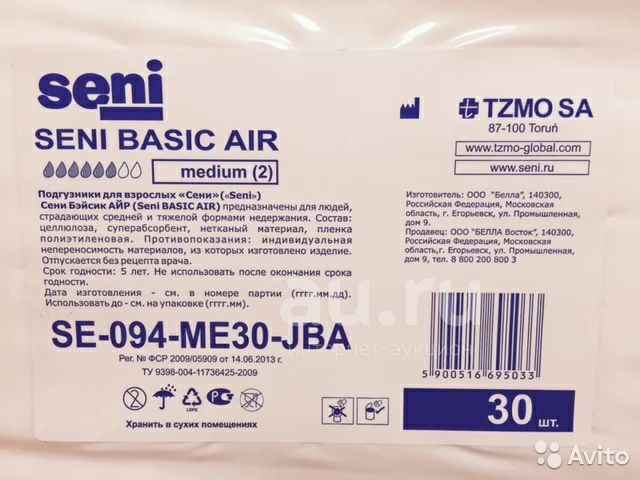 seni
SENI BASIC AIR
medium (2)
Подгузники для взрослых «Сени»(«Seni»)
Сени Бэйсик АЙР (Seni BASIC AIR) предназначены для людей,
страдающих средней и тяжелой формами недержания. Состав:
целлюлоза, суперабсорбент, нетканый материал, пленка
полиэтиленовая. Противопоказания: индивидуальная
непереносимость материалов, из которых изготовлено изделие.
Отпускается без рецепта врача.
Срок годности: 5 лет. Не использовать после окончания срока
годности.
Дата изготовления - см. в номере партии (гггг.мм.дд).
Использовать до - см. на упаковке (гггг.мм).
TZMO SA
87-100 Toruń
www.tzmo-global.com
www.seni.ru
Изготовитель: ООО "Белла", 140300,
Российская Федерация, Московская
область, г. Егорьевск, ул. Промышленная,
дом 9.
Продавец: ООО "БЕЛЛА Восток", 140300,
Российская Федерация, Московская
область, г. Егорьевск, ул. Промышленная,
дом 9, тел. 8 800 200 800 3
SE-094-ME30-JBA
Рег. № ФСР 2009/05909 от 14.06.2013 г.
ТУ 9398-004-11736425-2009
2
LDPE
Хранить в сухих помещениях
5 900516 695033
30 шт.
au.ru
интернет-аукцион
Avito